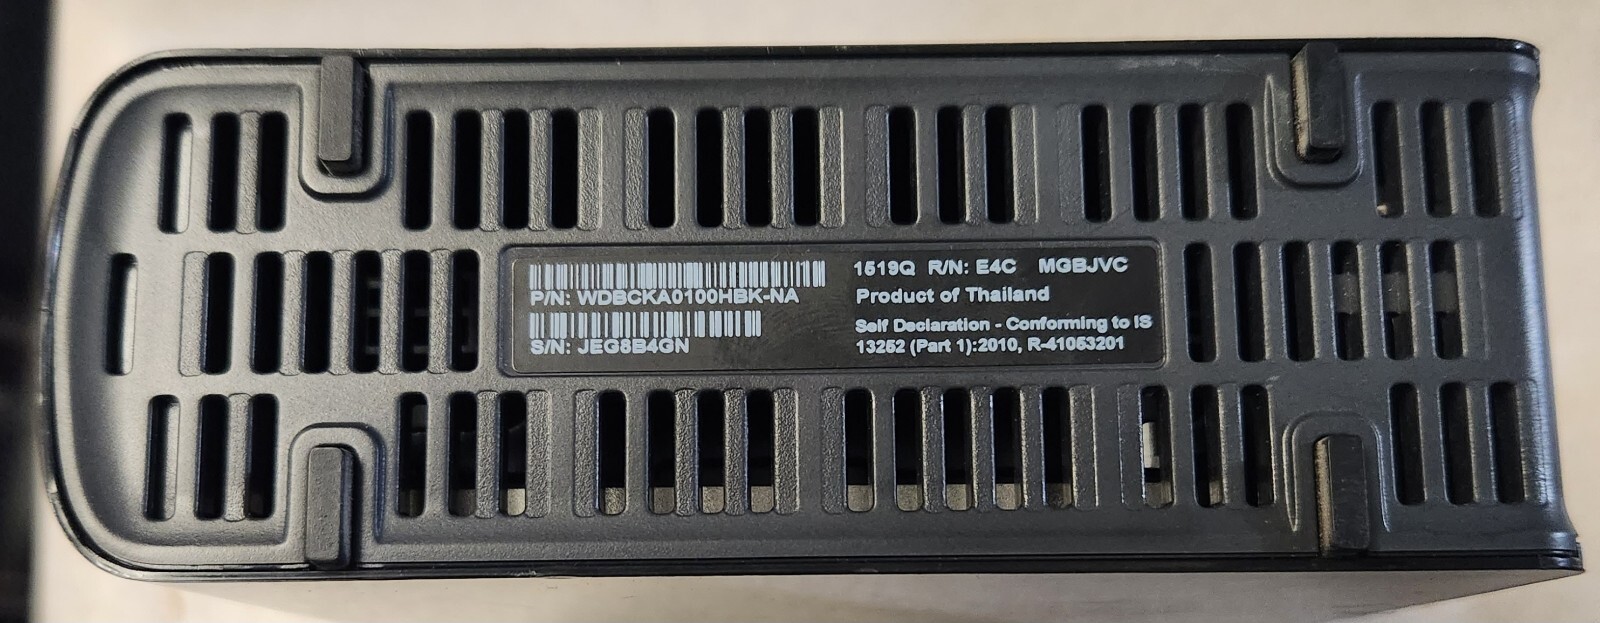 P/N: WDBCKA0100HBK-NA
S/N: JEG8B4GN
1519Q R/N: E4C MGBJVC
Product of Thailand
Self Declaration - Conforming to IS
13252 (Part 1):2010, R-41053201